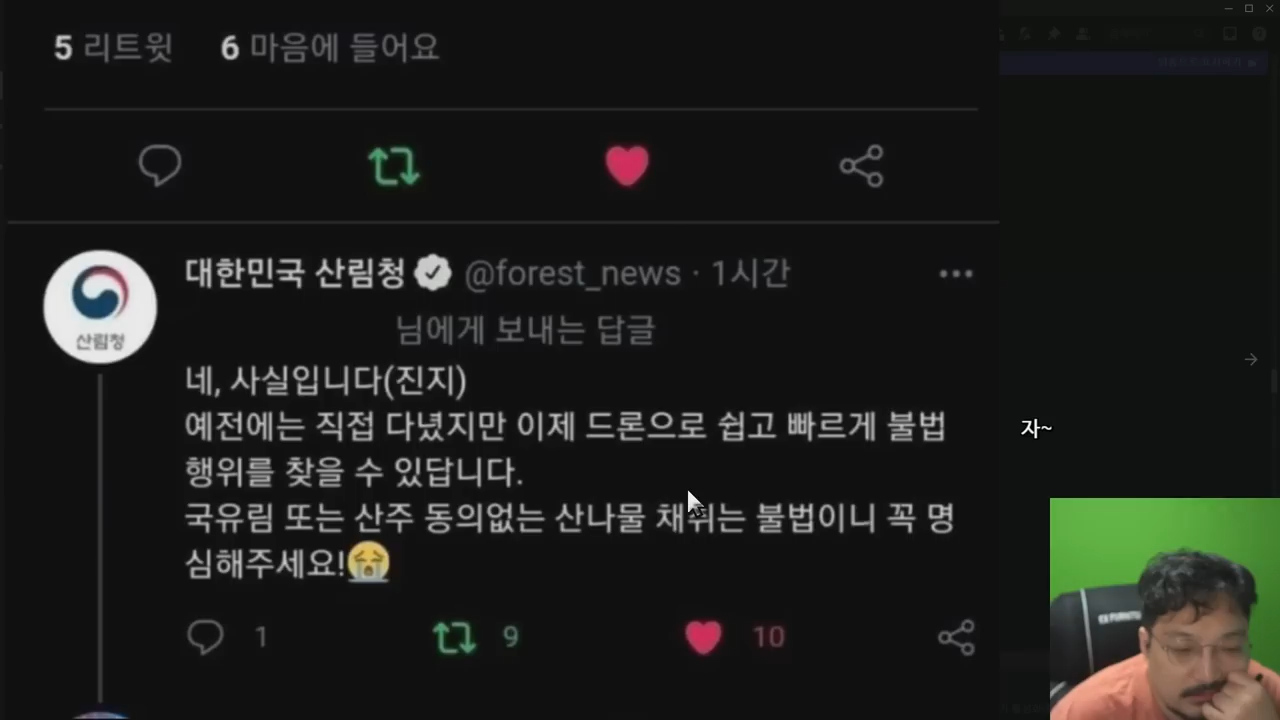 5 리트윗 6 마음에 들어요
대한민국 산림청 @forest_news · 1시간
산림청
님에게 보내는 답글
네, 사실입니다(진지)
예전에는 직접 다녔지만 이제 드론으로 쉽고 빠르게 불법
행위를 찾을 수 있답니다.
국유림 또는 산주 동의없는 산나물 채취는 불법이니 꼭 명
심해주세요!😭
1 9 10
자~